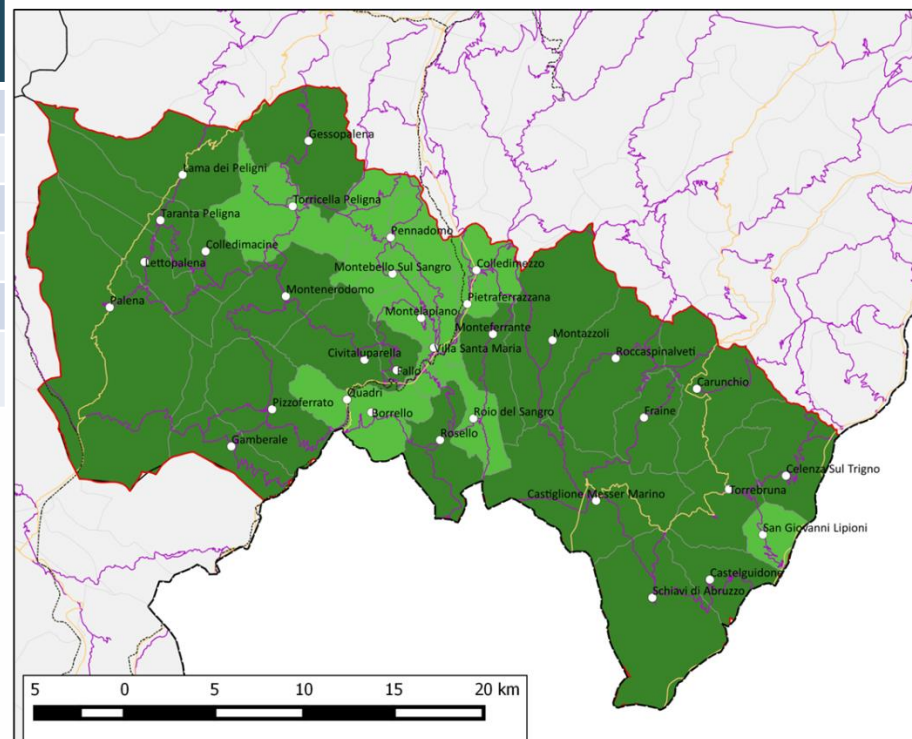 Gessopalena
Lama dei Peligni
Torricella Peligna
Taranta Peligna
Pennadomo
Colledimacine
Lettopalena
Montebello Sul Sangro
Colledimezzo
Montenerodomo
Palena
Pietraferrazzana
Montelapiano
Monteferrante
Montazzoli
Villa Santa Maria
Roccaspinalveti
Civitaluparella
Fallo
Carunchio
Quadri
Pizzoferrato
Borrello
Roio del Sangro
Fraine
Rosello
Gamberale
Celenza Sul Trigno
Torrebruna
Castiglione Messer Marino
San Giovanni Lipioni
Castelguidone
Schiavi di Abruzzo
5 0 5 10 15 20 km